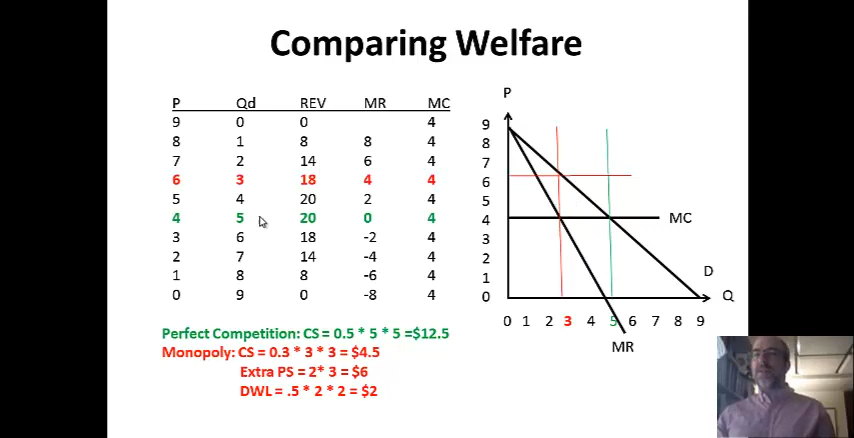 Comparing Welfare
P Qd REV MR MC
9 0 0 4
8 1 8 8 4
7 2 14 6 4
6 3 18 4 4
5 4 20 2 4
4 5 20 0 4
3 6 18 -2 4
2 7 14 -4 4
1 8 8 -6 4
0 9 0 -8 4
Perfect Competition: CS = 0.5 * 5 * 5 =$12.5
Monopoly: CS = 0.3 * 3 * 3 = $4.5
Extra PS = 2* 3 = $6
DWL = .5 * 2 * 2 = $2
P
9
8
7
6
5
4
3
2
1
0
MC
D
Q
0 1 2 3 4 5 6 7 8 9
MR